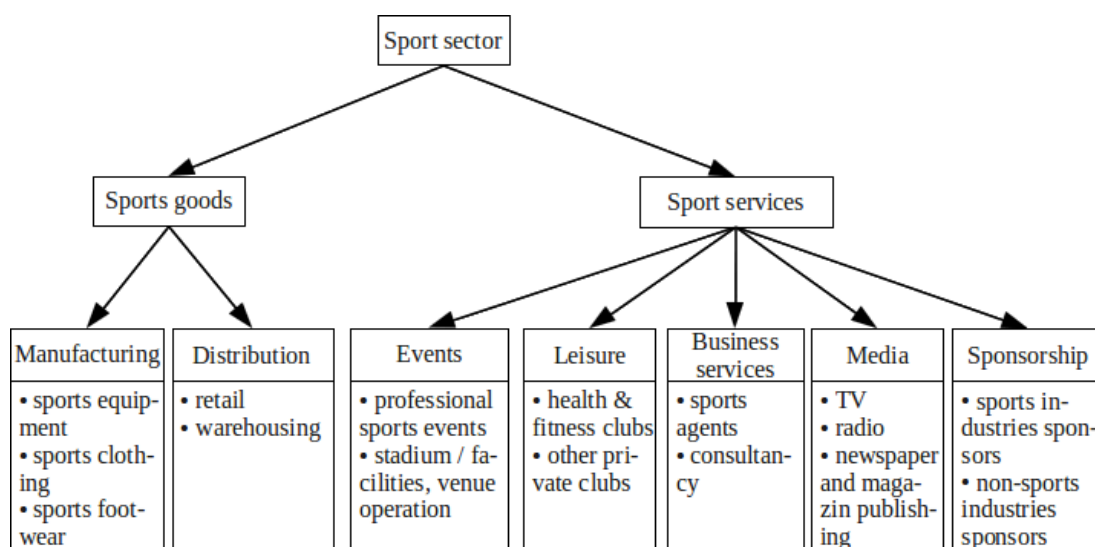 Sport sector
Sports goods
Sport services
Manufacturing
• sports equip-
ment
• sports cloth-
ing
• sports foot-
wear
Distribution
• retail
• warehousing
Events
• professional
sports events
• stadium / fa-
cilities, venue
operation
Leisure
• health &
fitness clubs
• other pri-
vate clubs
Business
services
• sports
agents
• consultan-
cy
Media
• TV
• radio
• newspaper
and maga-
zin publish-
ing
Sponsorship
• sports in-
dustries spon-
sors
• non-sports
industries
sponsors